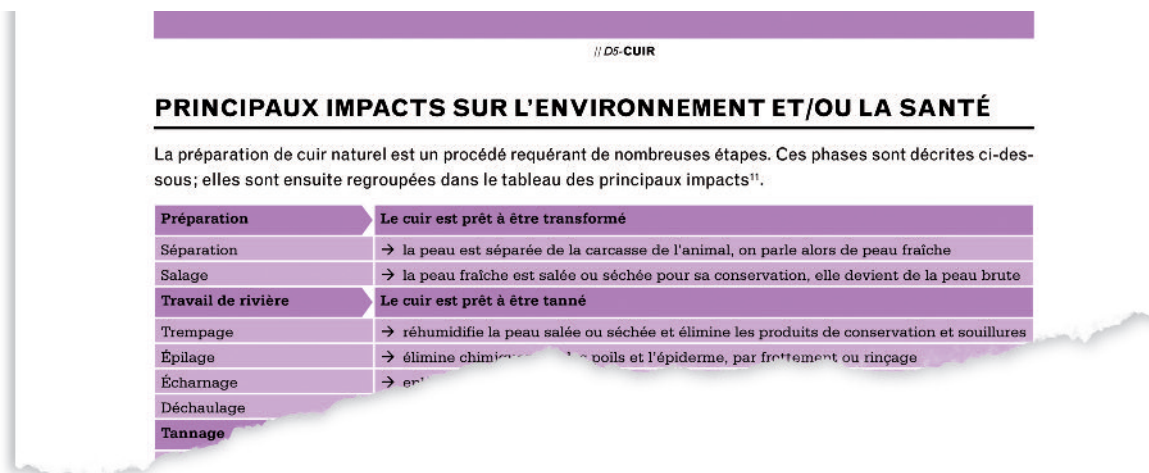 // D5-CUIR
PRINCIPAUX IMPACTS SUR L'ENVIRONNEMENT ET/OU LA SANTÉ
La préparation de cuir naturel est un procédé requérant de nombreuses étapes. Ces phases sont décrites ci-des-
sous; elles sont ensuite regroupées dans le tableau des principaux impacts¹¹.
Préparation Le cuir est prêt à être transformé
Séparation → la peau est séparée de la carcasse de l'animal, on parle alors de peau fraîche
Salage → la peau fraîche est salée ou séchée pour sa conservation, elle devient de la peau brute
Travail de rivière Le cuir est prêt à être tanné
Trempage → réhumidifie la peau salée ou séchée et élimine les produits de conservation et souillures
Épilage → élimine poils et l'épiderme, par frottement ou rinçage
Écharnage →
Déchaulage
Tannage